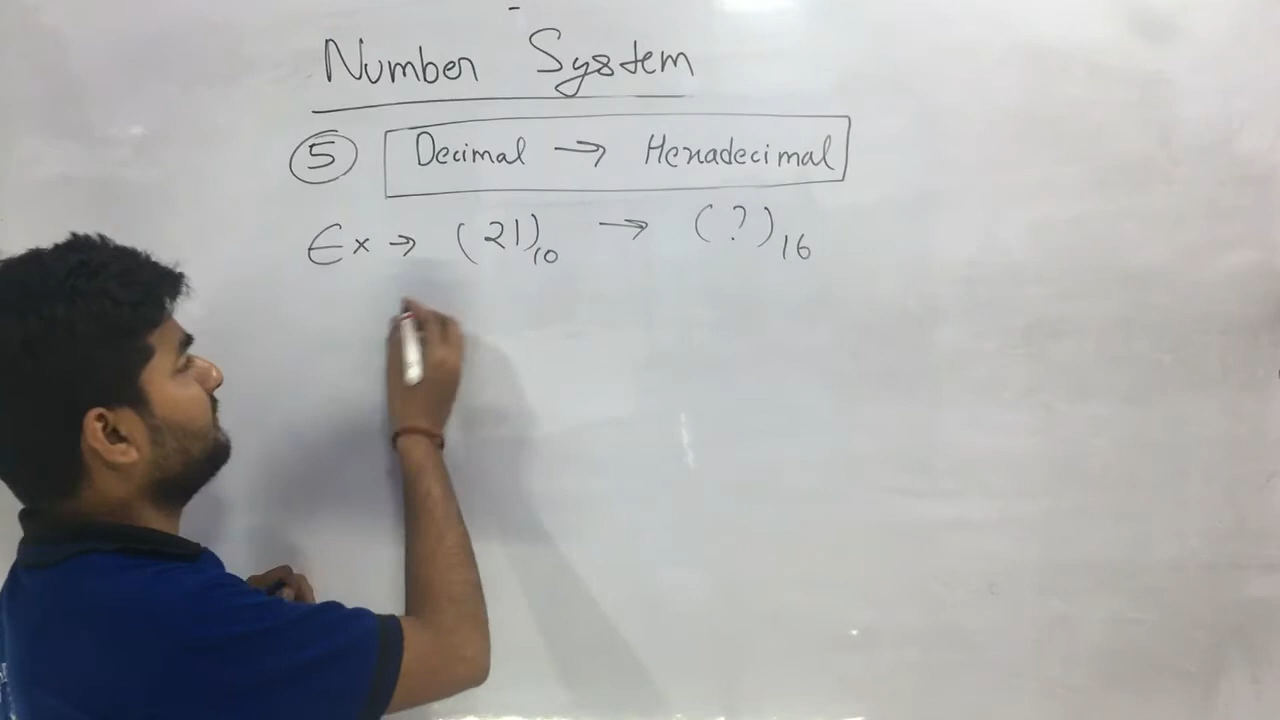 Number System
5 Decimal → Hexadecimal
Ex → (21)10 → (?)16